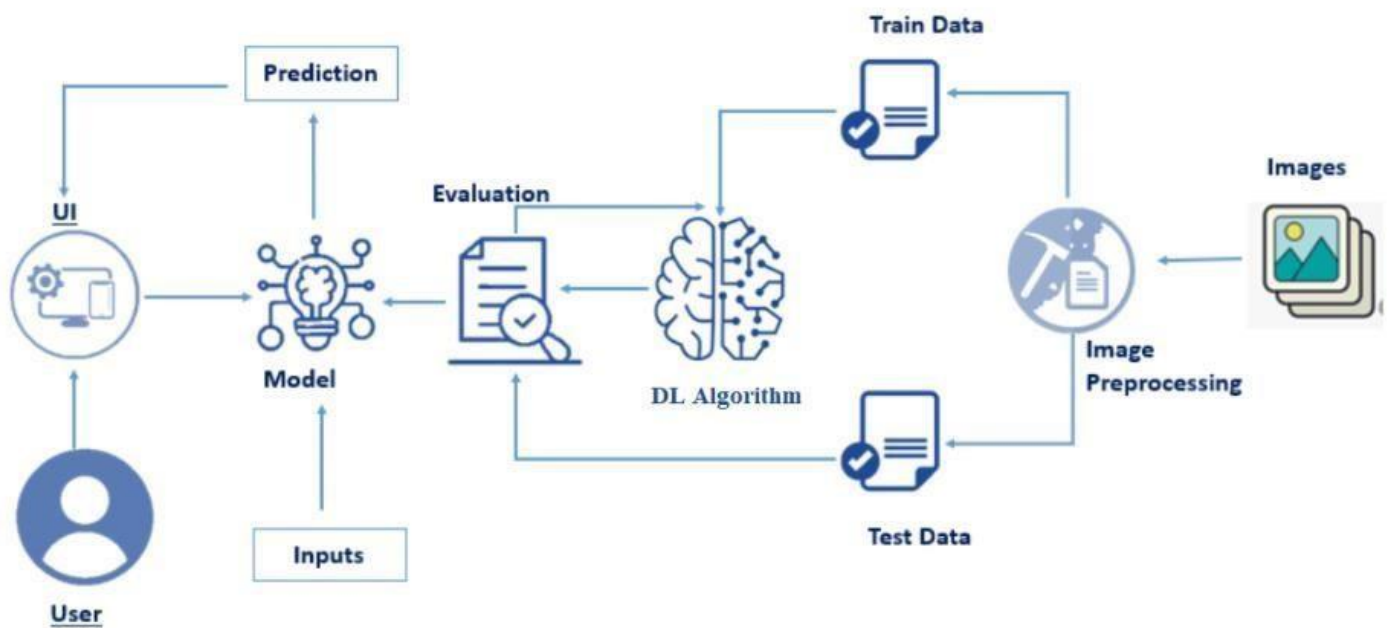 Train Data
Prediction
Images
Evaluation
UI
Image
Preprocessing
Model
DL Algorithm
Test Data
Inputs
User